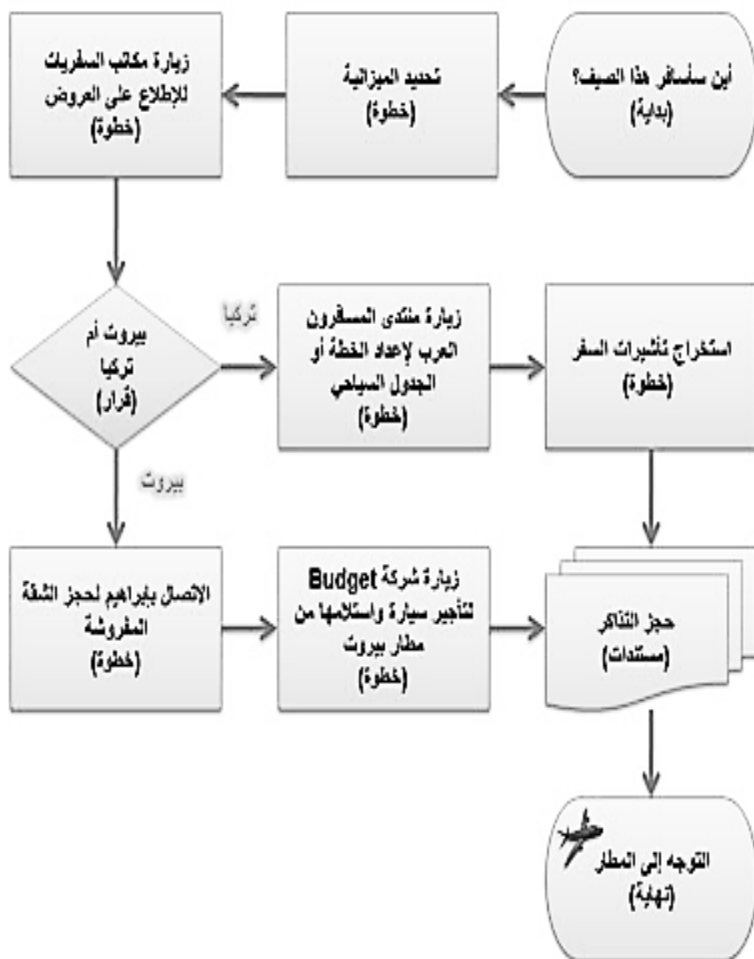 أين سأسافر هذا الصيف؟
(بداية)
تحديد الميزانية
(خطوة)
زيارة مكاتب السفريات
للإطلاع على العروض
(خطوة)
بيروت أم
تركيا
(قرار)
تركيا
زيارة منتدى المسافرون
العرب لإعداد الخطة أو
الجدول السياحي
(خطوة)
استخراج تأشيرات السفر
(خطوة)
بيروت
الاتصال بإبراهيم لحجز الشقة
المفروشة
(خطوة)
زيارة شركة Budget
لتأجير سيارة واستلامها من
مطار بيروت
(خطوة)
حجز التذاكر
(مستندات)
التوجه إلى المطار
(نهاية)